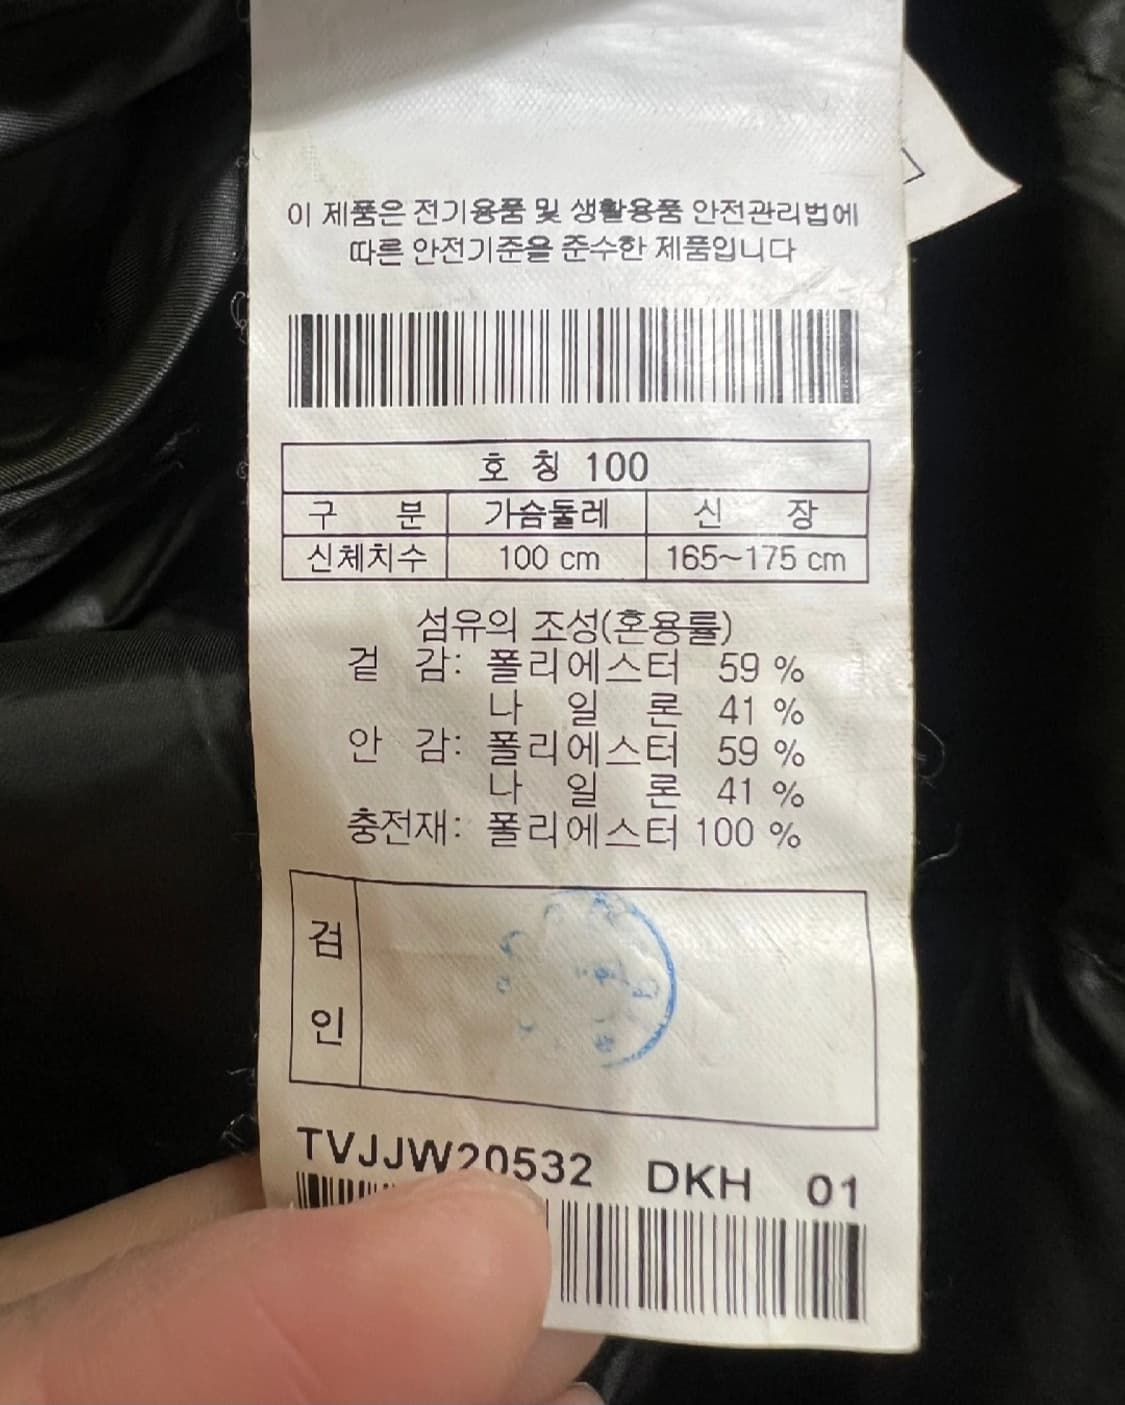 이 제품은 전기용품 및 생활용품 안전관리법에
따른 안전기준을 준수한 제품입니다
호 칭 100
구 분 가슴둘레 신 장
신체치수 100 cm 165~175 cm
섬유의 조성(혼용률)
겉 감: 폴리에스터 59 %
나 일 론 41 %
안 감: 폴리에스터 59 %
나 일 론 41 %
충전재: 폴리에스터 100 %
검
인
TVJJW20532 DKH 01